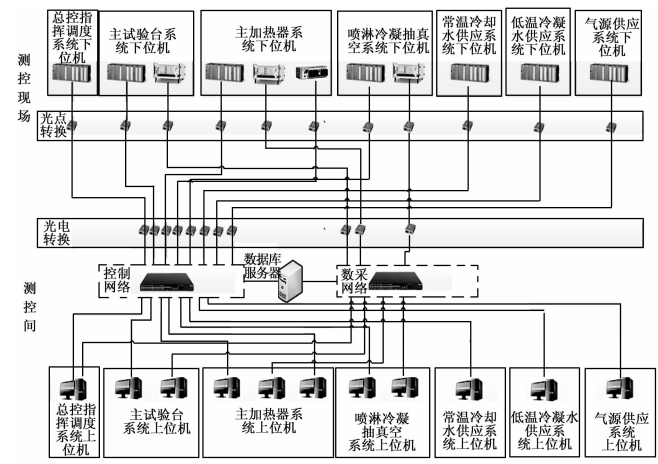 总控指
挥调度
系统下
位机
主试验台
系统下位机
主加热器系
统下位机
喷淋冷凝抽真
空系统下位机
常温冷却
水供应系
统下位机
低温冷凝
水供应系
统下位机
气源供应
系统下
位机
测控现场
光点
转换
光电
转换
测控间
控制
网络
数据库
服务器
数采
网络
总控指
挥调度
系统上
位机
主试验台
系统上位机
主加热器系
统上位机
喷淋冷凝
抽真空
系统上位机
常温冷却
水供应系
统上位机
低温冷凝水
供应系
统上位机
气源供应
系统
上位机